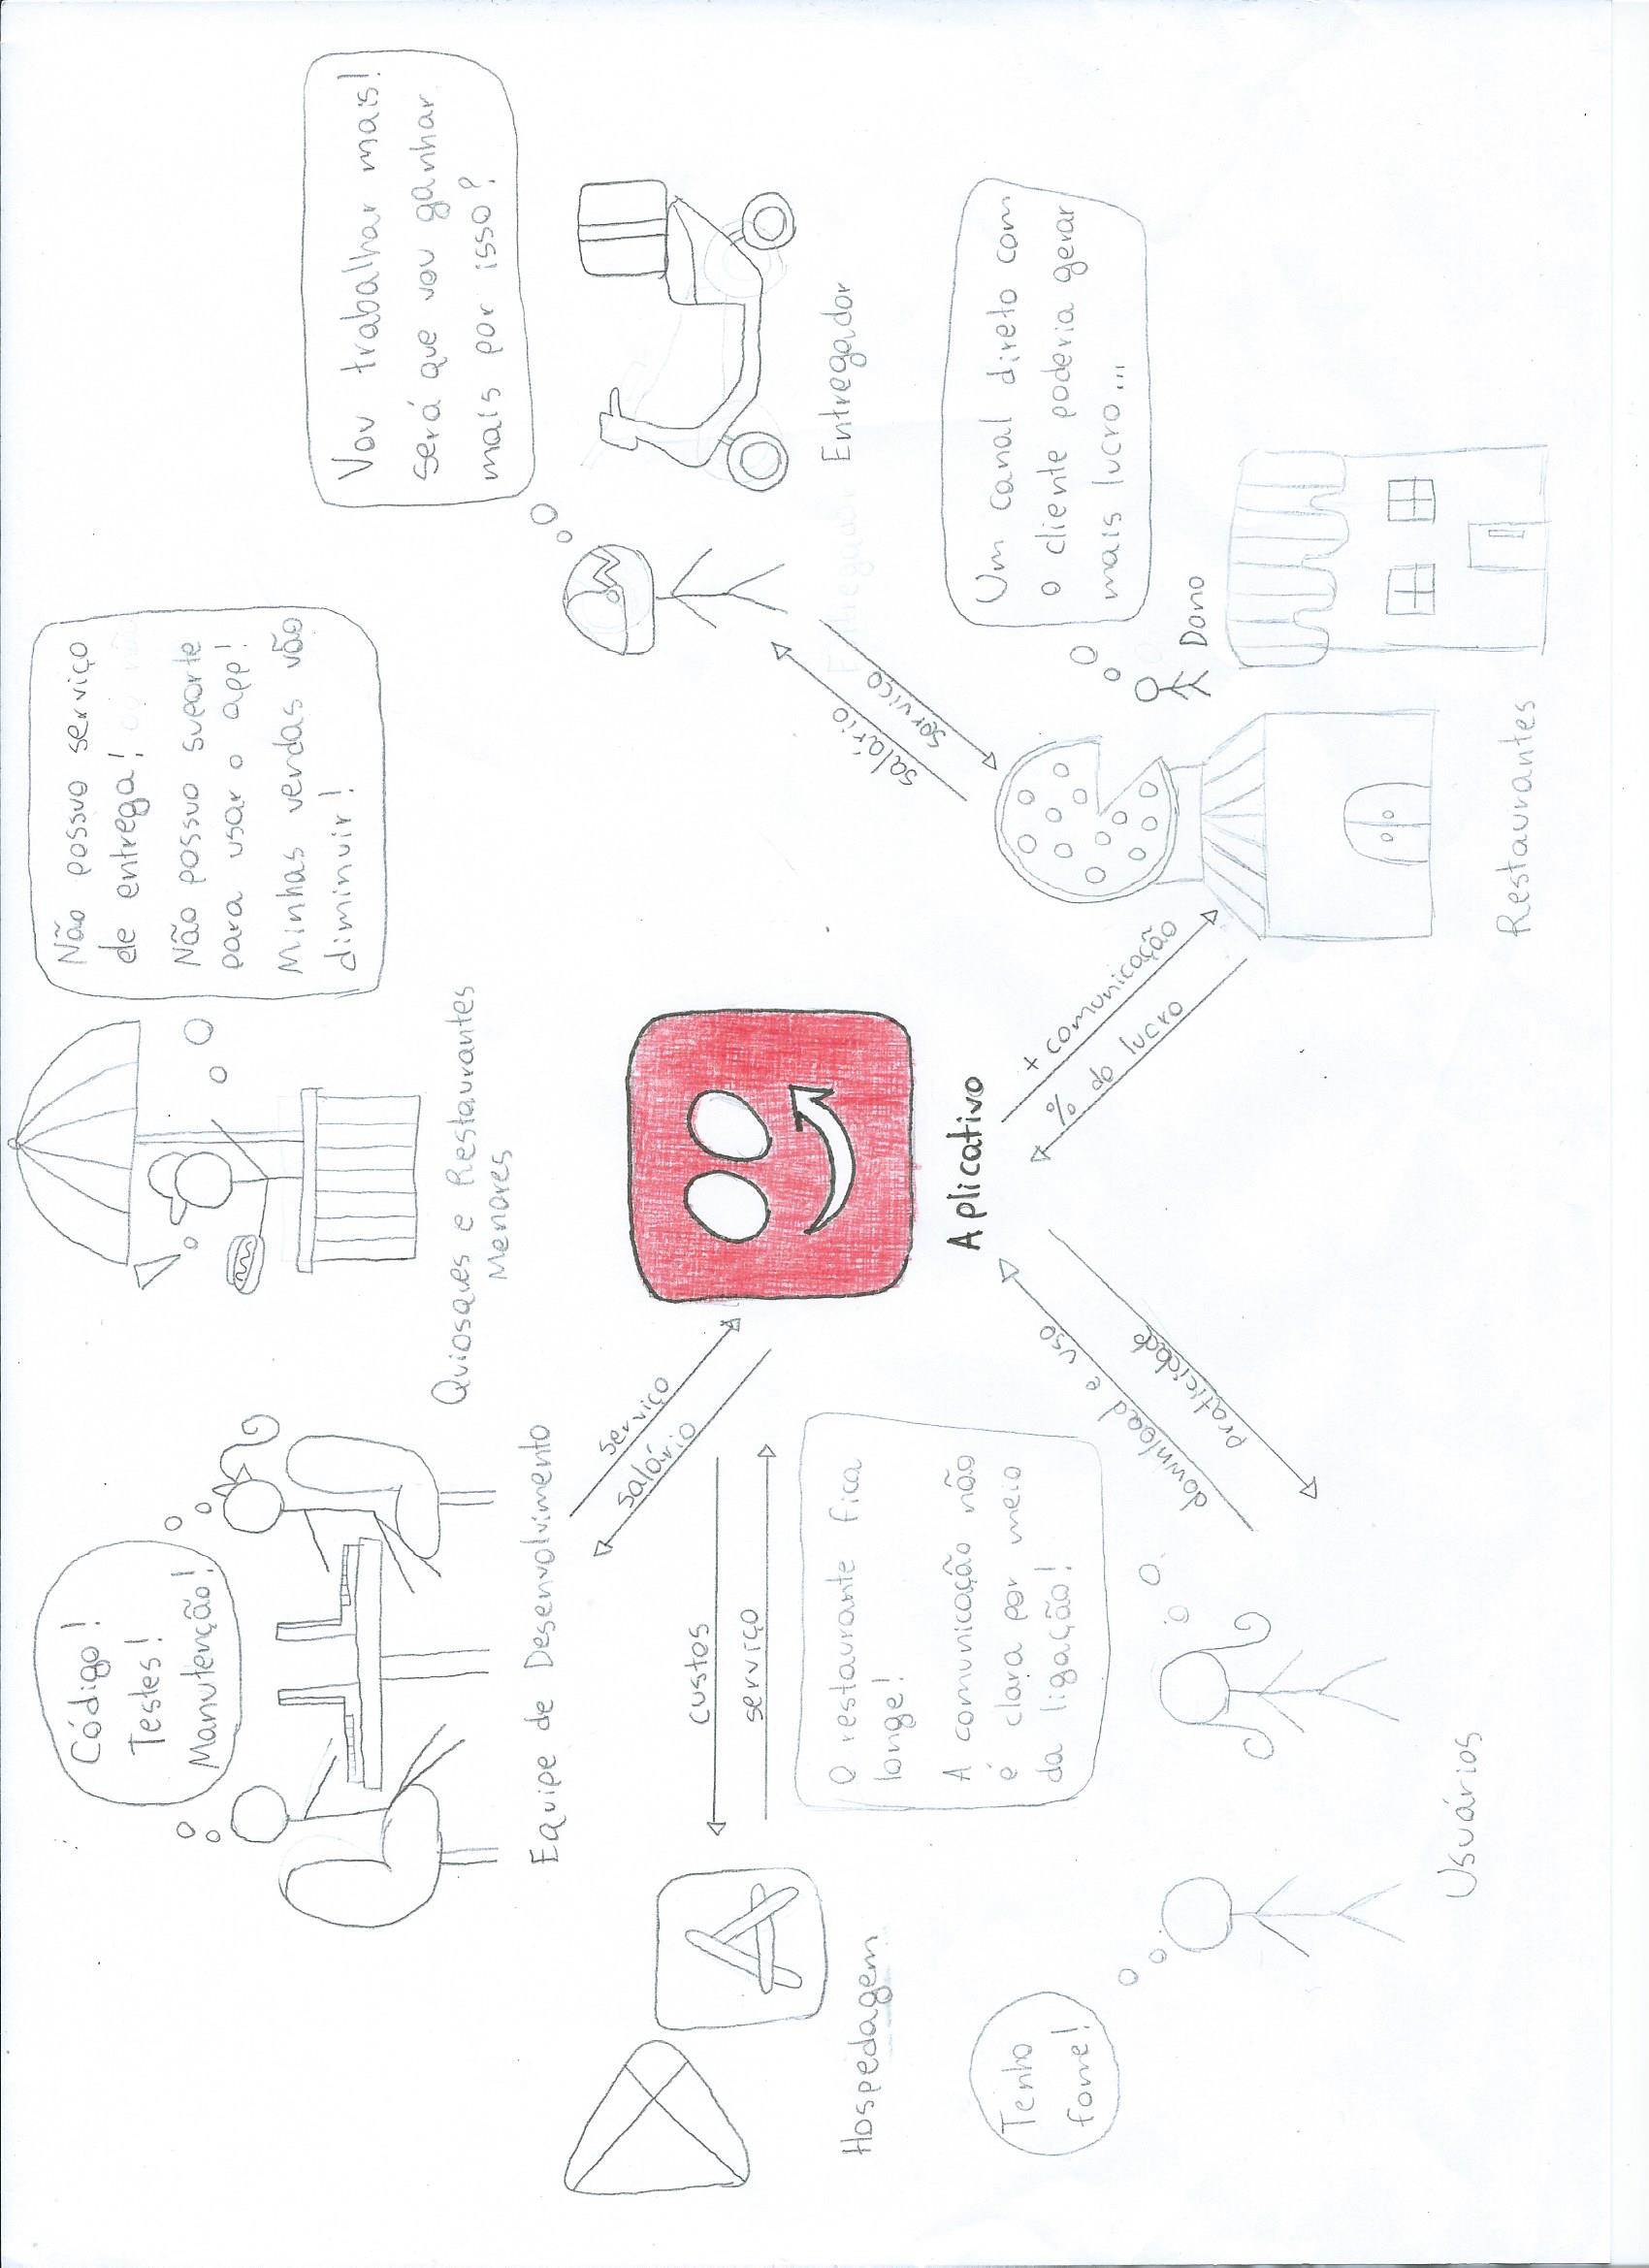 Código!
Testes!
Manutenção!
Equipe de Desenvolvimento
Não possuo serviço
de entrega!
Não possuo suporte
para usar o app!
Minhas vendas vão
diminuir!
Quiosques e Restaurantes
Menores
Vou trabalhar mais!
será que vou ganhar
mais por isso?
Entregador
Entregador
salário
serviço
serviço
salário
custos
serviço
Hospedagem
Aplicativo
O restaurante fica
longe!
A comunicação não
é clara por meio
da ligação!
Tenho
fome!
Usuários
download e uso
praticidade
+ comunicação
% do lucro
Um canal direto com
o cliente poderia gerar
mais lucro...
Dono
Restaurantes